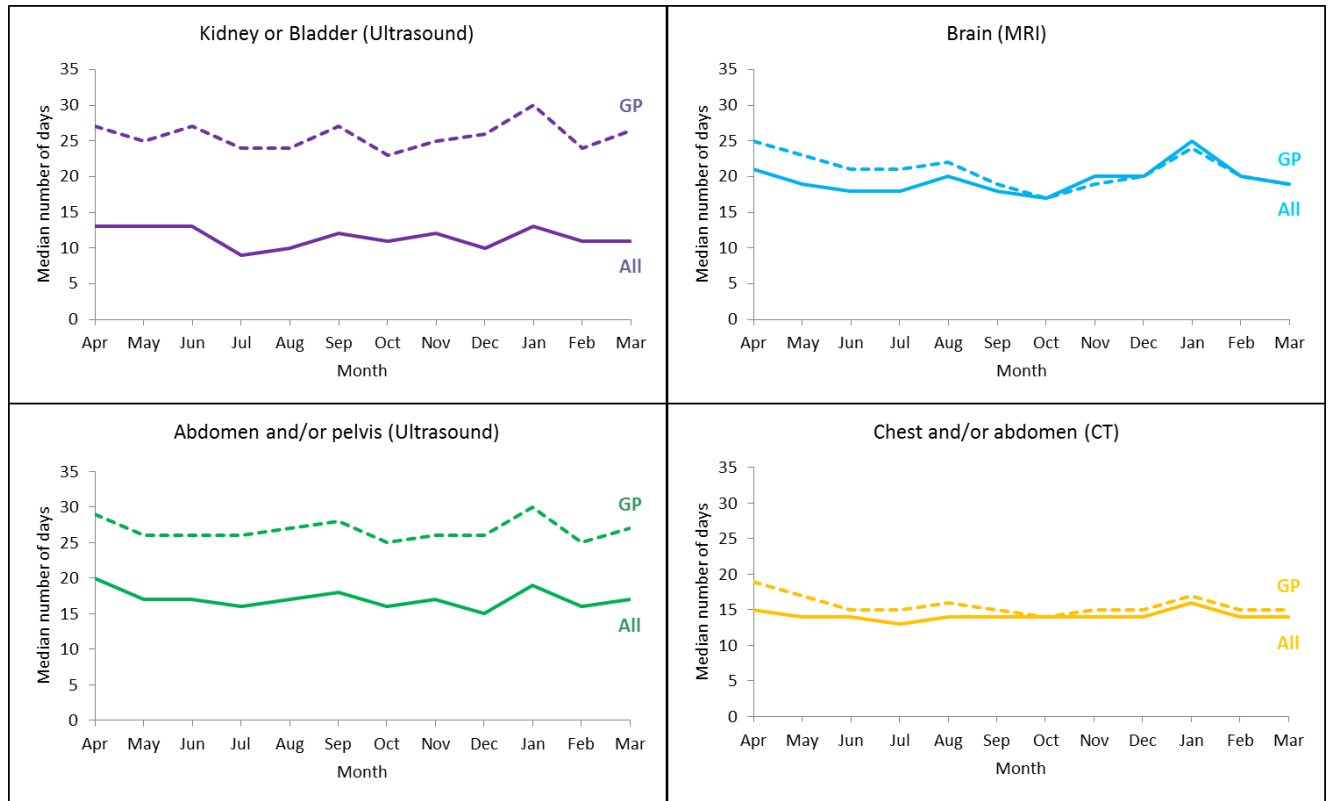 Kidney or Bladder (Ultrasound)
Median number of days
35
30
25
20
15
10
5
0
GP
All
Apr May Jun Jul Aug Sep Oct Nov Dec Jan Feb Mar
Month
Brain (MRI)
Median number of days
35
30
25
20
15
10
5
0
GP
All
Apr May Jun Jul Aug Sep Oct Nov Dec Jan Feb Mar
Month
Abdomen and/or pelvis (Ultrasound)
Median number of days
35
30
25
20
15
10
5
0
GP
All
Apr May Jun Jul Aug Sep Oct Nov Dec Jan Feb Mar
Month
Chest and/or abdomen (CT)
Median number of days
35
30
25
20
15
10
5
0
GP
All
Apr May Jun Jul Aug Sep Oct Nov Dec Jan Feb Mar
Month